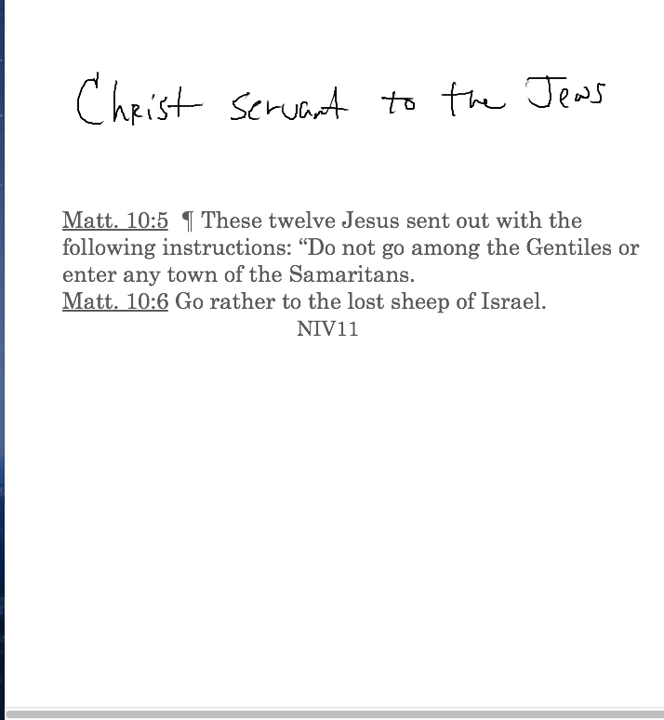 Christ servant to the Jews
Matt. 10:5 ¶ These twelve Jesus sent out with the
following instructions: “Do not go among the Gentiles or
enter any town of the Samaritans.
Matt. 10:6 Go rather to the lost sheep of Israel.
NIV11